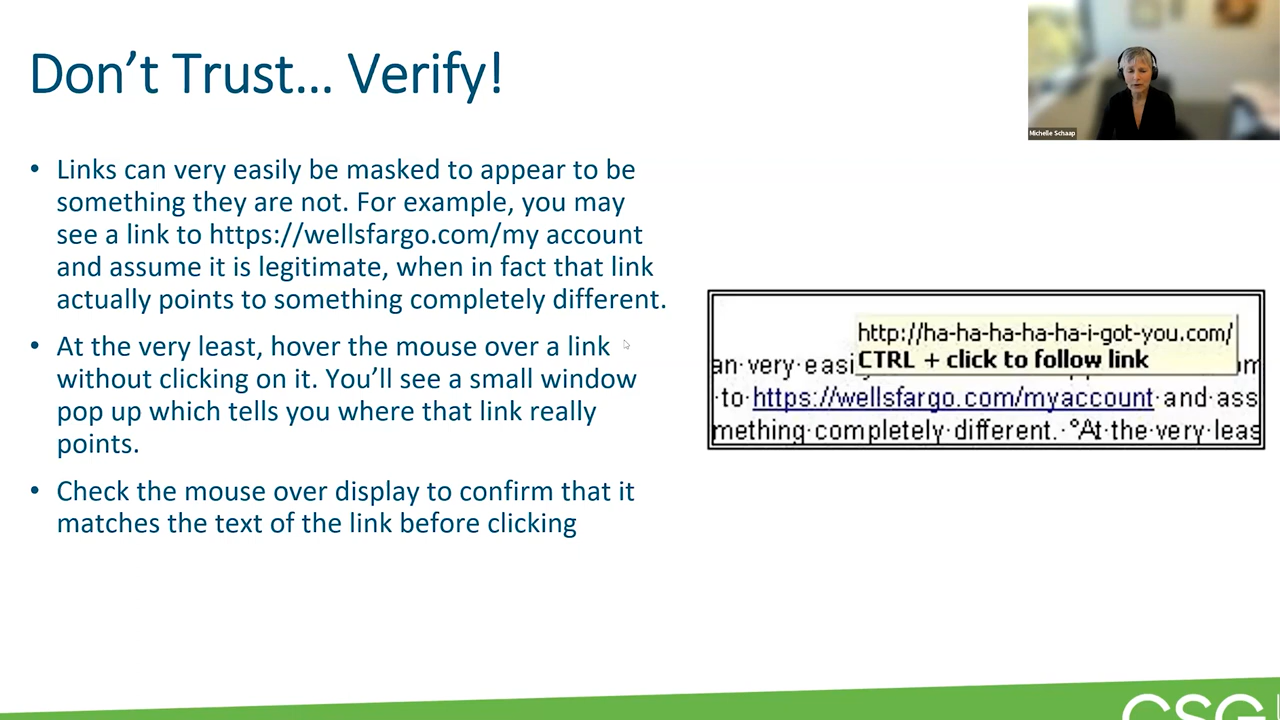 Don't Trust... Verify!
Michelle Schaap
• Links can very easily be masked to appear to be
something they are not. For example, you may
see a link to https://wellsfargo.com/my account
and assume it is legitimate, when in fact that link
actually points to something completely different.
• At the very least, hover the mouse over a link
without clicking on it. You'll see a small window
pop up which tells you where that link really
points.
• Check the mouse over display to confirm that it
matches the text of the link before clicking
http://ha-ha-ha-ha-ha-i-got-you.com/
CTRL + click to follow link
an·very·easi
·to·https://wellsfargo.com/myaccount·and·ass
mething·completely·different.·°At·the·very·leas
CSG